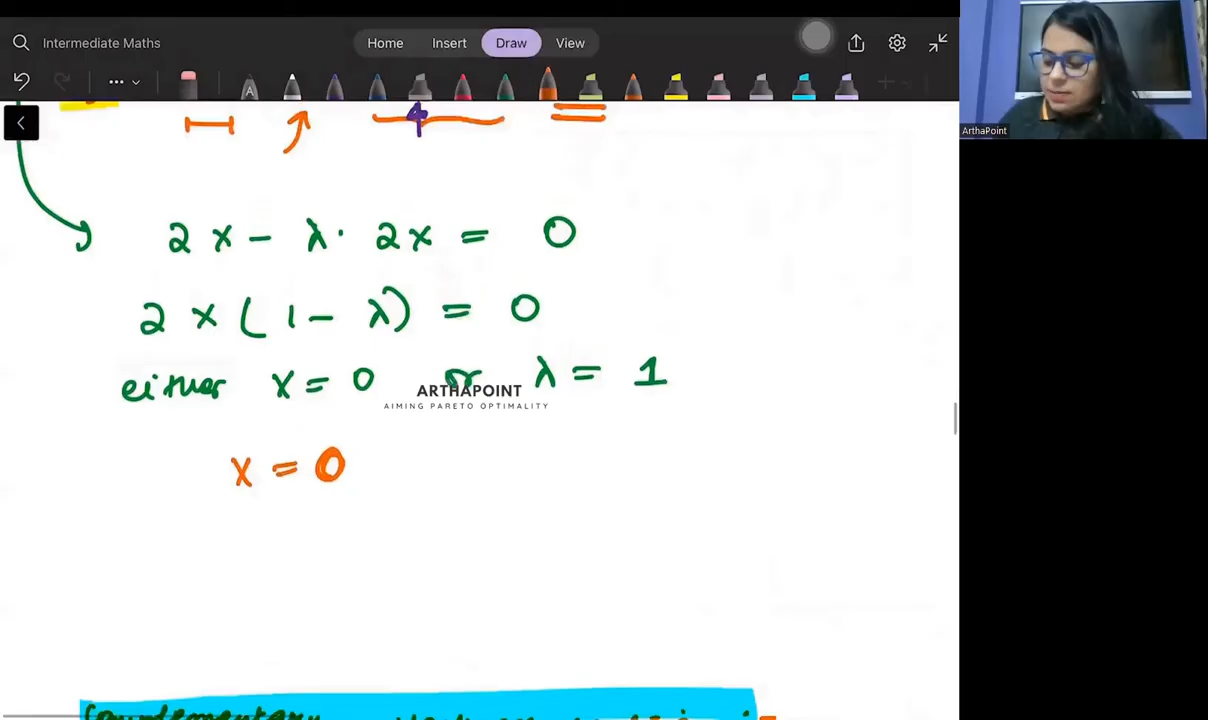 Intermediate Maths
Home Insert Draw View
ArthaPoint
2x - λ · 2x = 0
2x(1 - λ) = 0
either x = 0 or λ = 1
ARTHAPOINT
AIMING PARETO OPTIMALITY
x = 0
Complementary